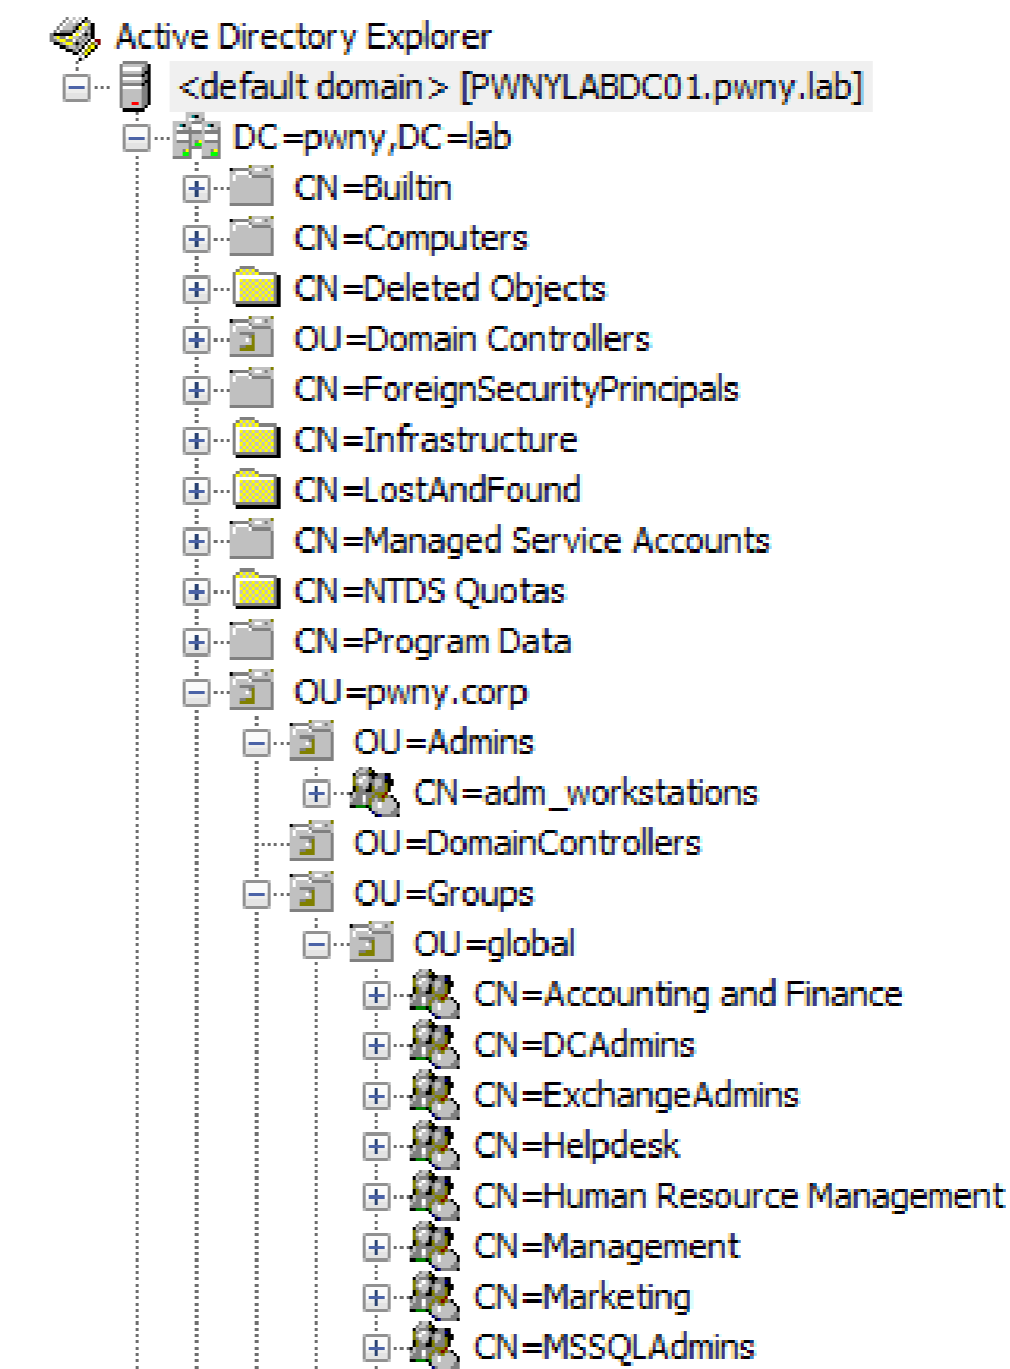 Active Directory Explorer
<default domain> [PWNYLABDC01.pwny.lab]
DC=pwny,DC=lab
CN=Builtin
CN=Computers
CN=Deleted Objects
OU=Domain Controllers
CN=ForeignSecurityPrincipals
CN=Infrastructure
CN=LostAndFound
CN=Managed Service Accounts
CN=NTDS Quotas
CN=Program Data
OU=pwny.corp
OU=Admins
CN=adm_workstations
OU=DomainControllers
OU=Groups
OU=global
CN=Accounting and Finance
CN=DCAdmins
CN=ExchangeAdmins
CN=Helpdesk
CN=Human Resource Management
CN=Management
CN=Marketing
CN=MSSQLAdmins